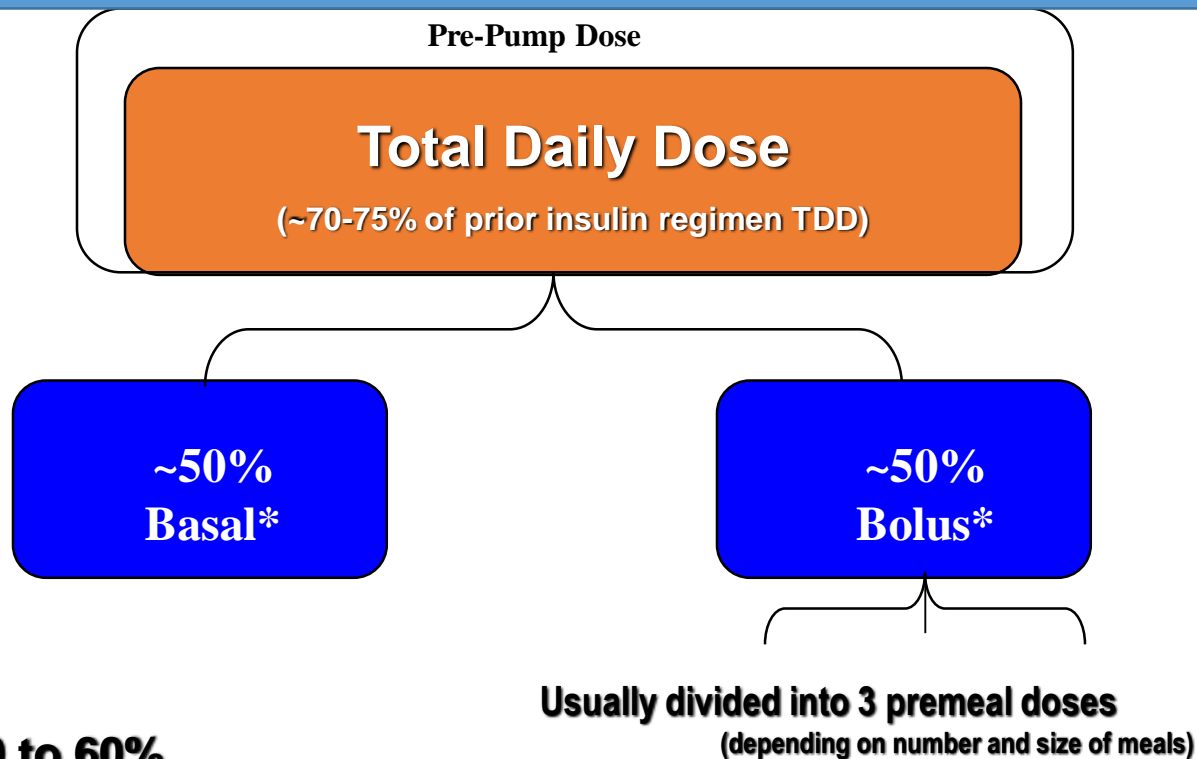 Pre-Pump Dose
Total Daily Dose
(~70-75% of prior insulin regimen TDD)
~50%
Basal*
~50%
Bolus*
Usually divided into 3 premeal doses
(depending on number and size of meals)
to 60%